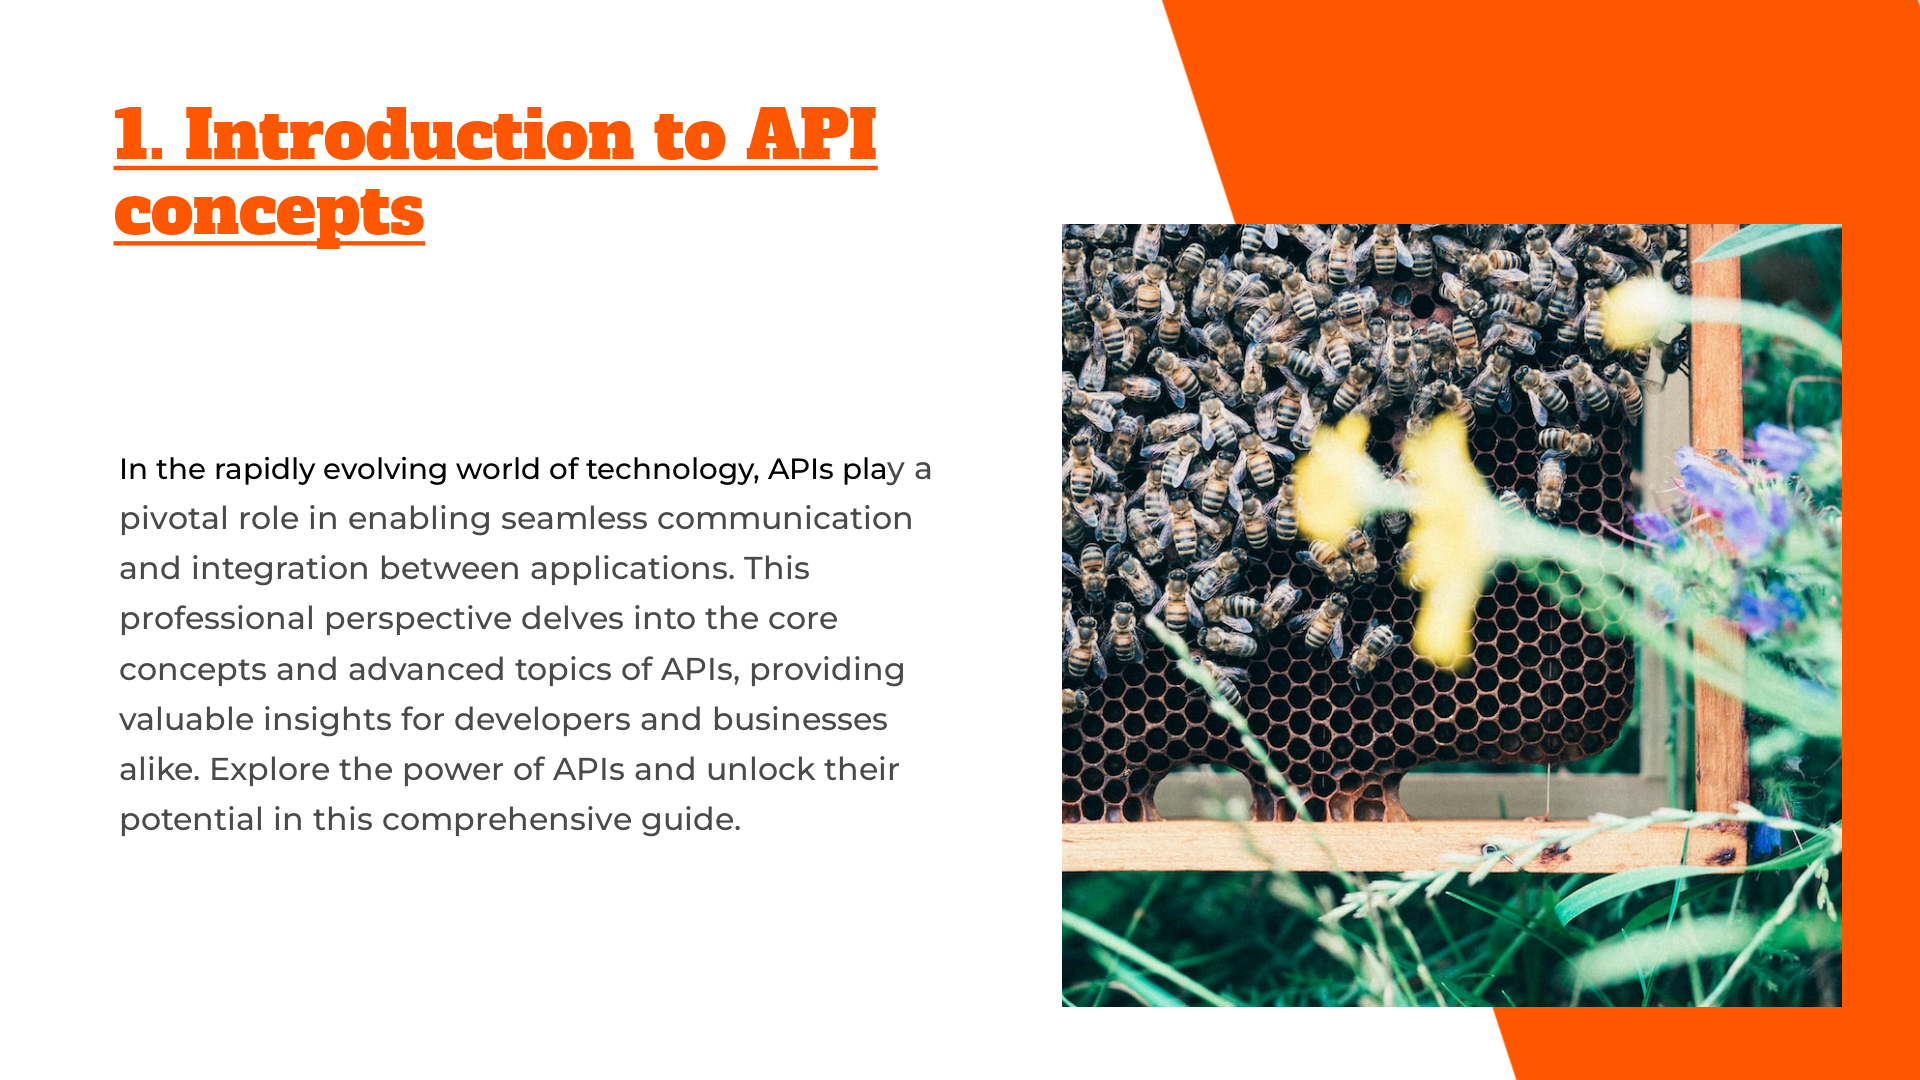 1. Introduction to API
concepts
In the rapidly evolving world of technology, APIs play a
pivotal role in enabling seamless communication
and integration between applications. This
professional perspective delves into the core
concepts and advanced topics of APIs, providing
valuable insights for developers and businesses
alike. Explore the power of APIs and unlock their
potential in this comprehensive guide.